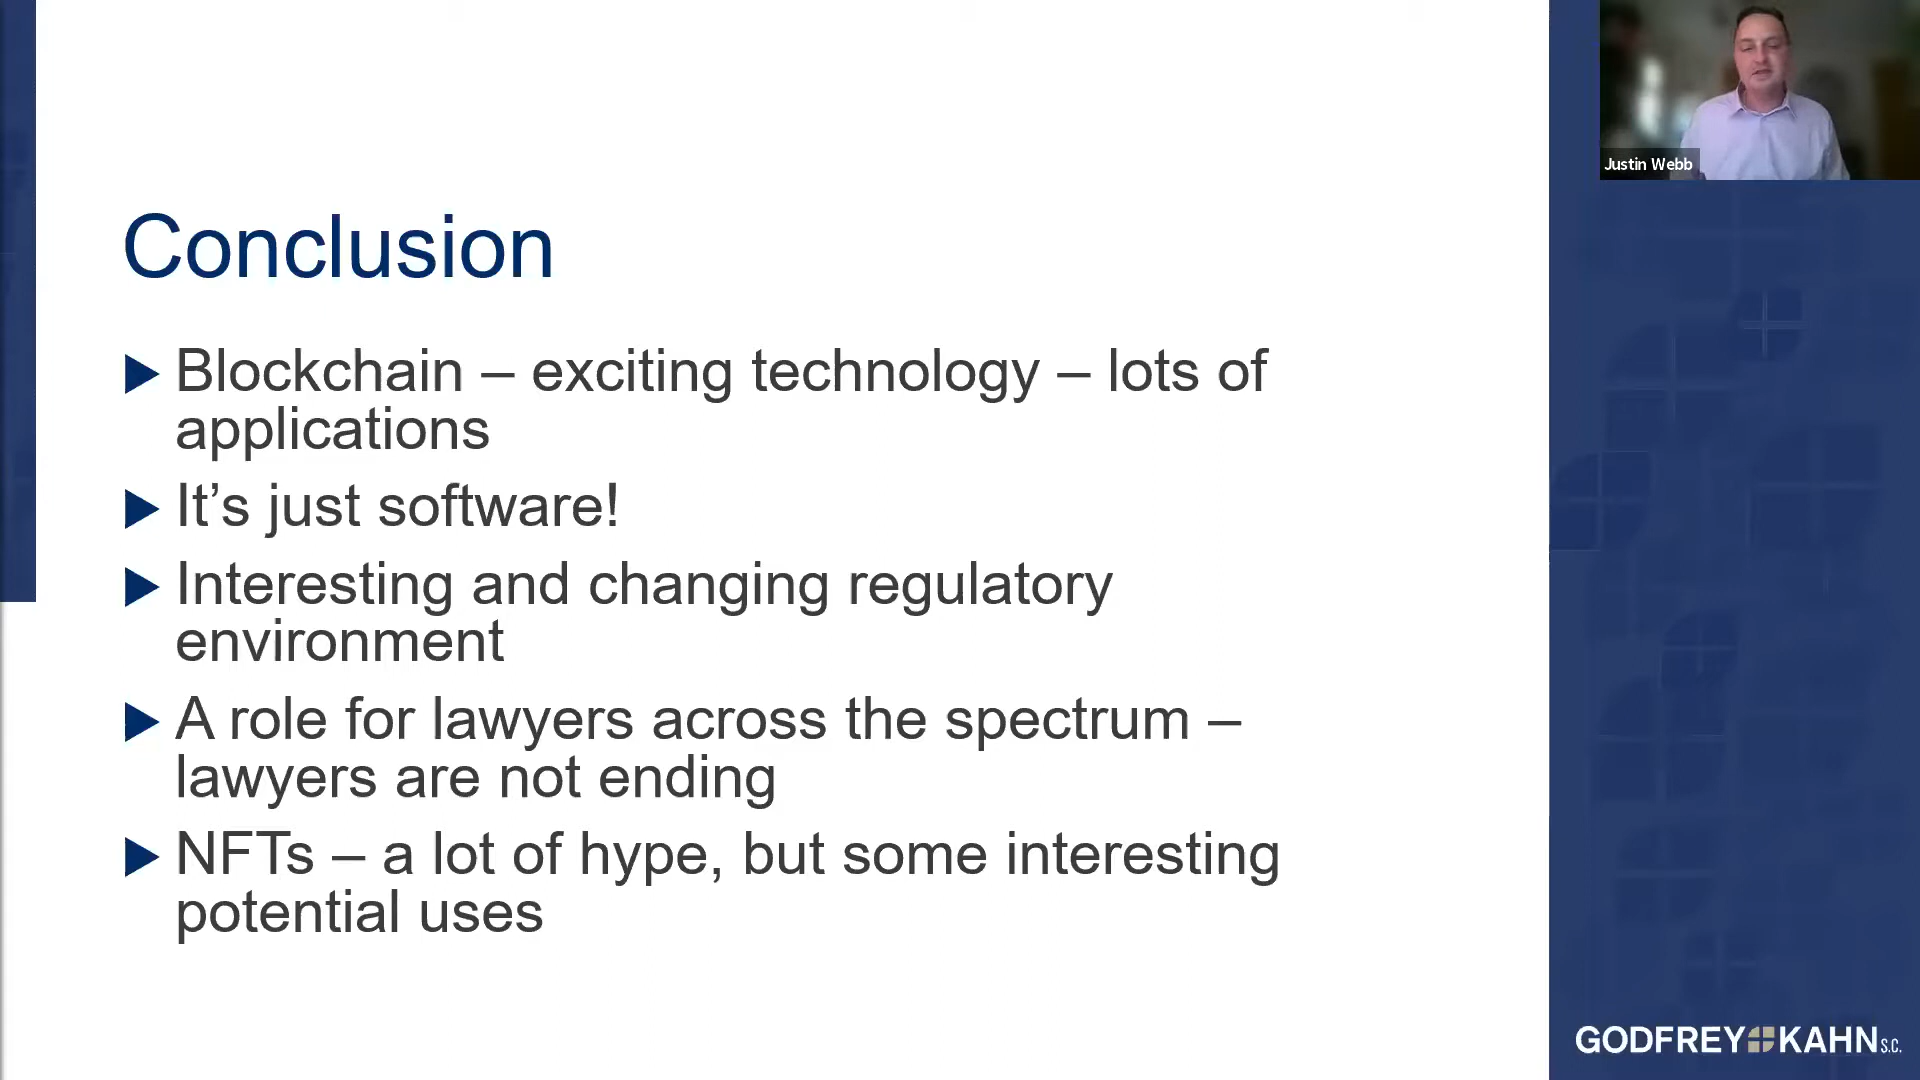 Justin Webb
Conclusion
Blockchain – exciting technology – lots of
applications
It’s just software!
Interesting and changing regulatory
environment
A role for lawyers across the spectrum –
lawyers are not ending
NFTs – a lot of hype, but some interesting
potential uses
GODFREY KAHN S.C.